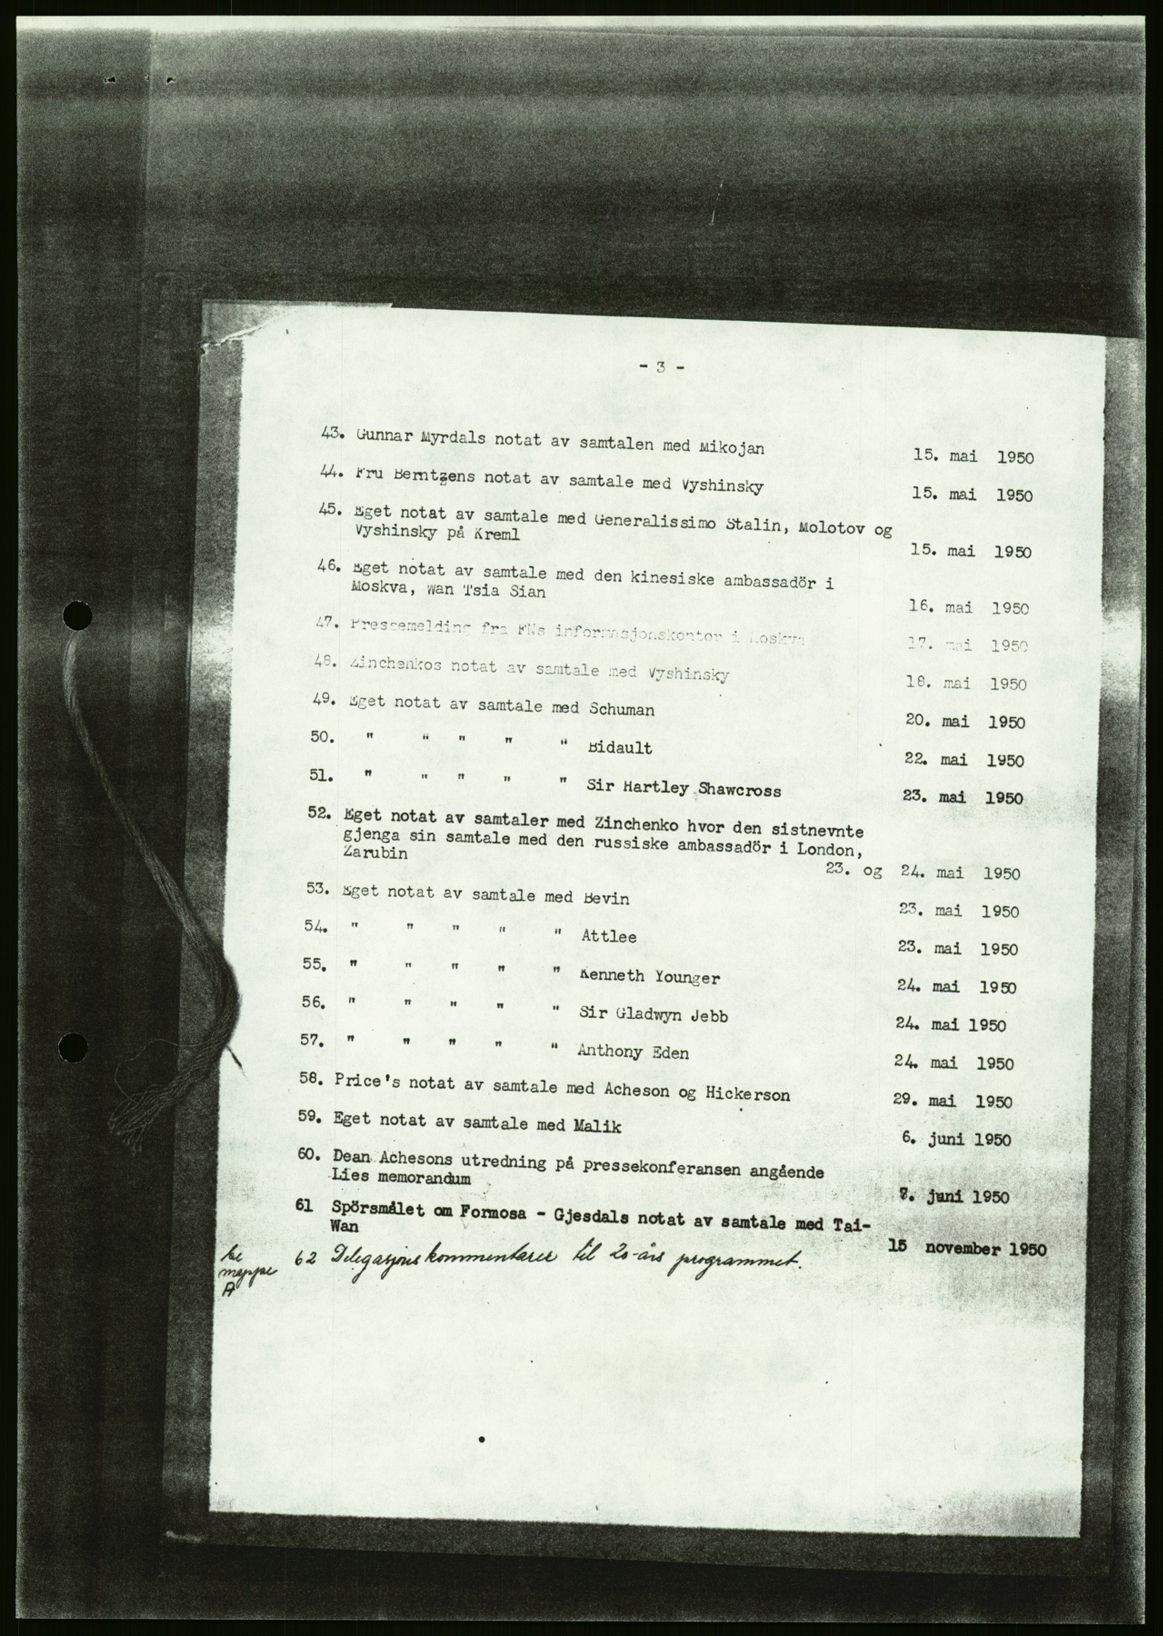 - 3 -
43. Gunnar Myrdals notat av samtalen med Mikojan 15. mai 1950
44. Fru Berntzens notat av samtale med Vyshinsky 15. mai 1950
45. Eget notat av samtale med Generalissimo Stalin, Molotov og
Vyshinsky på Kreml 15. mai 1950
46. Eget notat av samtale med den kinesiske ambassadör i
Moskva, Wan Tsia Sian 16. mai 1950
47. Pressemelding fra FNs informasjonskontor i Moskva 17. mai 1950
48. Zinchenkos notat av samtale med Vyshinsky 18. mai 1950
49. Eget notat av samtale med Schuman 20. mai 1950
50. " " " " " Bidault 22. mai 1950
51. " " " " " Sir Hartley Shawcross 23. mai 1950
52. Eget notat av samtaler med Zinchenko hvor den sistnevnte
gjenga sin samtale med den russiske ambassadör i London,
Zarubin 23. og 24. mai 1950
53. Eget notat av samtale med Bevin 23. mai 1950
54. " " " " " Attlee 23. mai 1950
55. " " " " " Kenneth Younger 24. mai 1950
56. " " " " " Sir Gladwyn Jebb 24. mai 1950
57. " " " " " Anthony Eden 24. mai 1950
58. Price's notat av samtale med Acheson og Hickerson 29. mai 1950
59. Eget notat av samtale med Malik 6. juni 1950
60. Dean Achesons utredning på pressekonferansen angående
Lies memorandum 7. juni 1950
61 Spörsmålet om Formosa - Gjesdals notat av samtale med Tai-
Wan 15 november 1950
62 Delegasjons kommentarer til 20-års programmet.
mappe
A